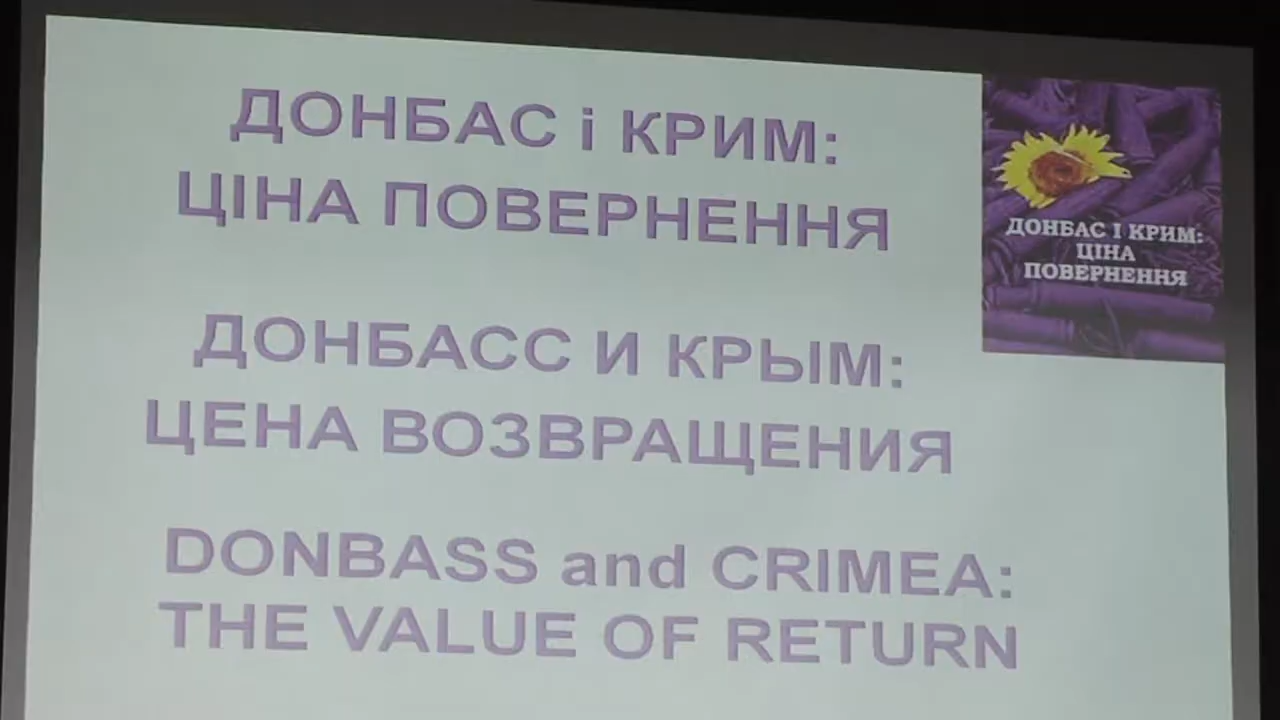 ДОНБАС і КРИМ:
ЦІНА ПОВЕРНЕННЯ
ДОНБАС І КРИМ:
ЦІНА
ПОВЕРНЕННЯ
ДОНБАСС И КРЫМ:
ЦЕНА ВОЗВРАЩЕНИЯ
DONBASS and CRIMEA:
THE VALUE OF RETURN